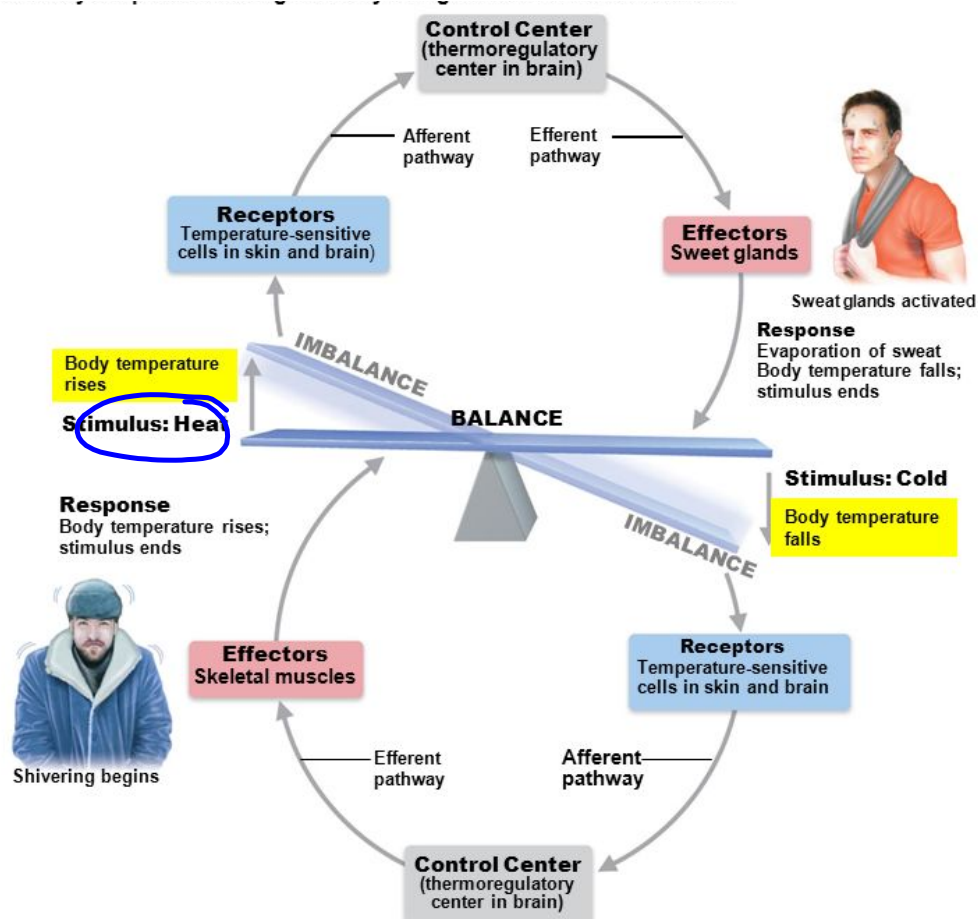 Control Center
(thermoregulatory
center in brain)
Afferent
pathway
Efferent
pathway
Receptors
Temperature-sensitive
cells in skin and brain)
Effectors
Sweet glands
Sweat glands activated
IMBALANCE
Response
Evaporation of sweat
Body temperature falls;
stimulus ends
Body temperature
rises
Stimulus: Heat
BALANCE
Stimulus: Cold
Body temperature
falls
Response
Body temperature rises;
stimulus ends
IMBALANCE
Effectors
Skeletal muscles
Receptors
Temperature-sensitive
cells in skin and brain
Shivering begins
Efferent
pathway
Afferent
pathway
Control Center
(thermoregulatory
center in brain)